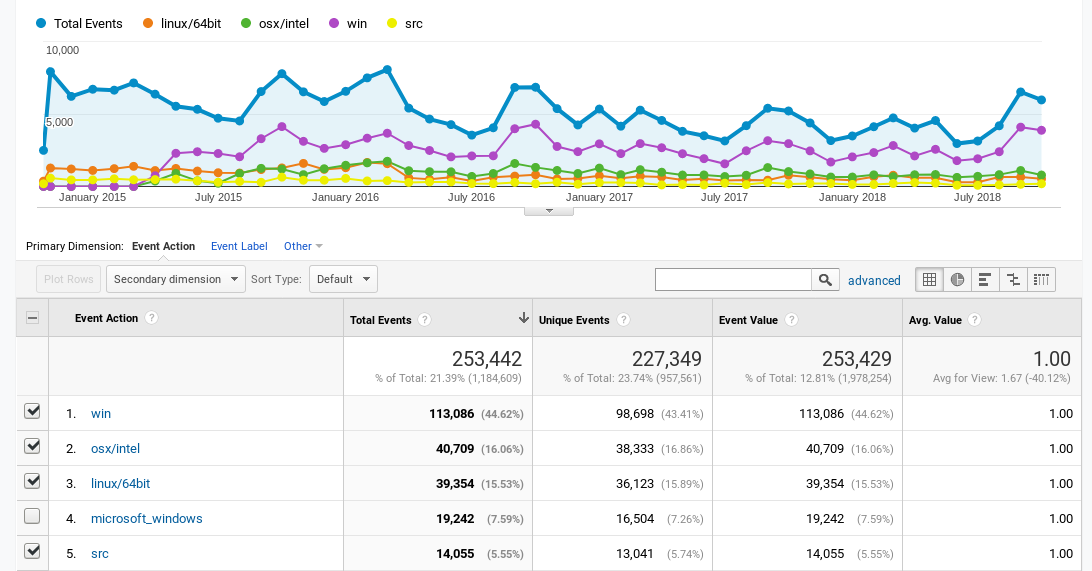 Total Events linux/64bit osx/intel win src
10,000
5,000
January 2015 July 2015 January 2016 July 2016 January 2017 July 2017 January 2018 July 2018
Primary Dimension: Event Action Event Label Other
Plot Rows Secondary dimension Sort Type: Default advanced
Event Action ? Total Events ? Unique Events ? Event Value ? Avg. Value ?
253,442 227,349 253,429 1.00
% of Total: 21.39% (1,184,609) % of Total: 23.74% (957,561) % of Total: 12.81% (1,978,254) Avg for View: 1.67 (-40.12%)
1. win 113,086 (44.62%) 98,698 (43.41%) 113,086 (44.62%) 1.00
2. osx/intel 40,709 (16.06%) 38,333 (16.86%) 40,709 (16.06%) 1.00
3. linux/64bit 39,354 (15.53%) 36,123 (15.89%) 39,354 (15.53%) 1.00
4. microsoft_windows 19,242 (7.59%) 16,504 (7.26%) 19,242 (7.59%) 1.00
5. src 14,055 (5.55%) 13,041 (5.74%) 14,055 (5.55%) 1.00